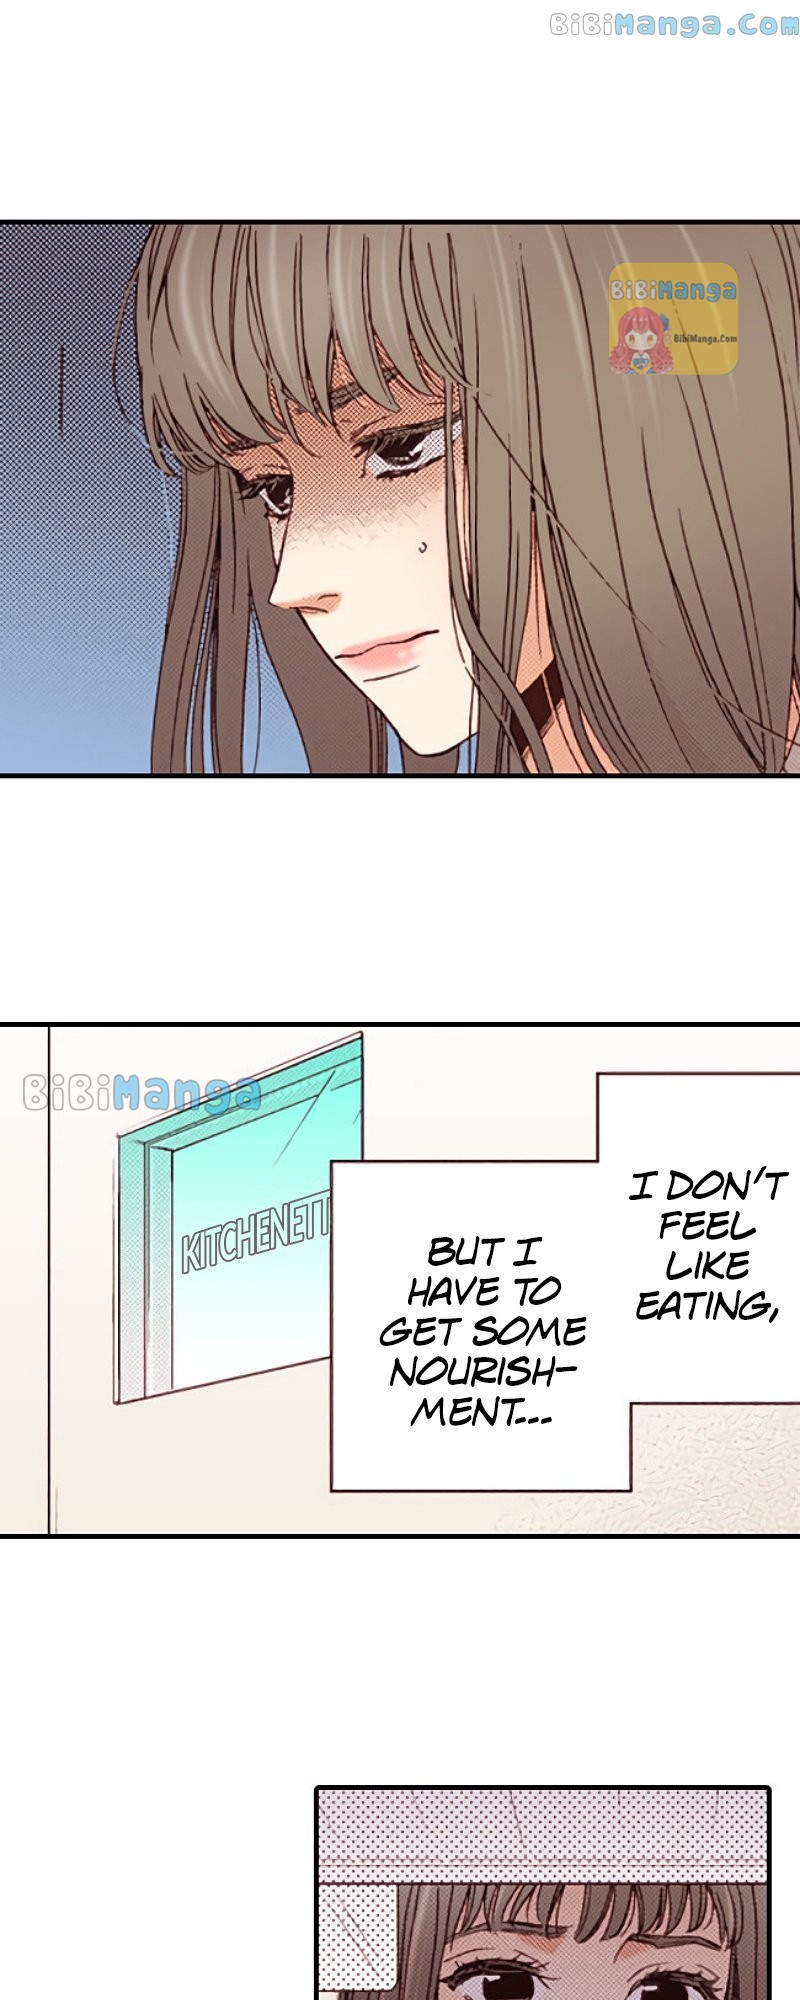 BiBiManga.Com
BiBiManga
BibiManga.Com
BiBiManga
I DON'T
FEEL
LIKE
EATING,
KITCHENETT
BUT I
HAVE TO
GET SOME
NOURISH-
MENT...